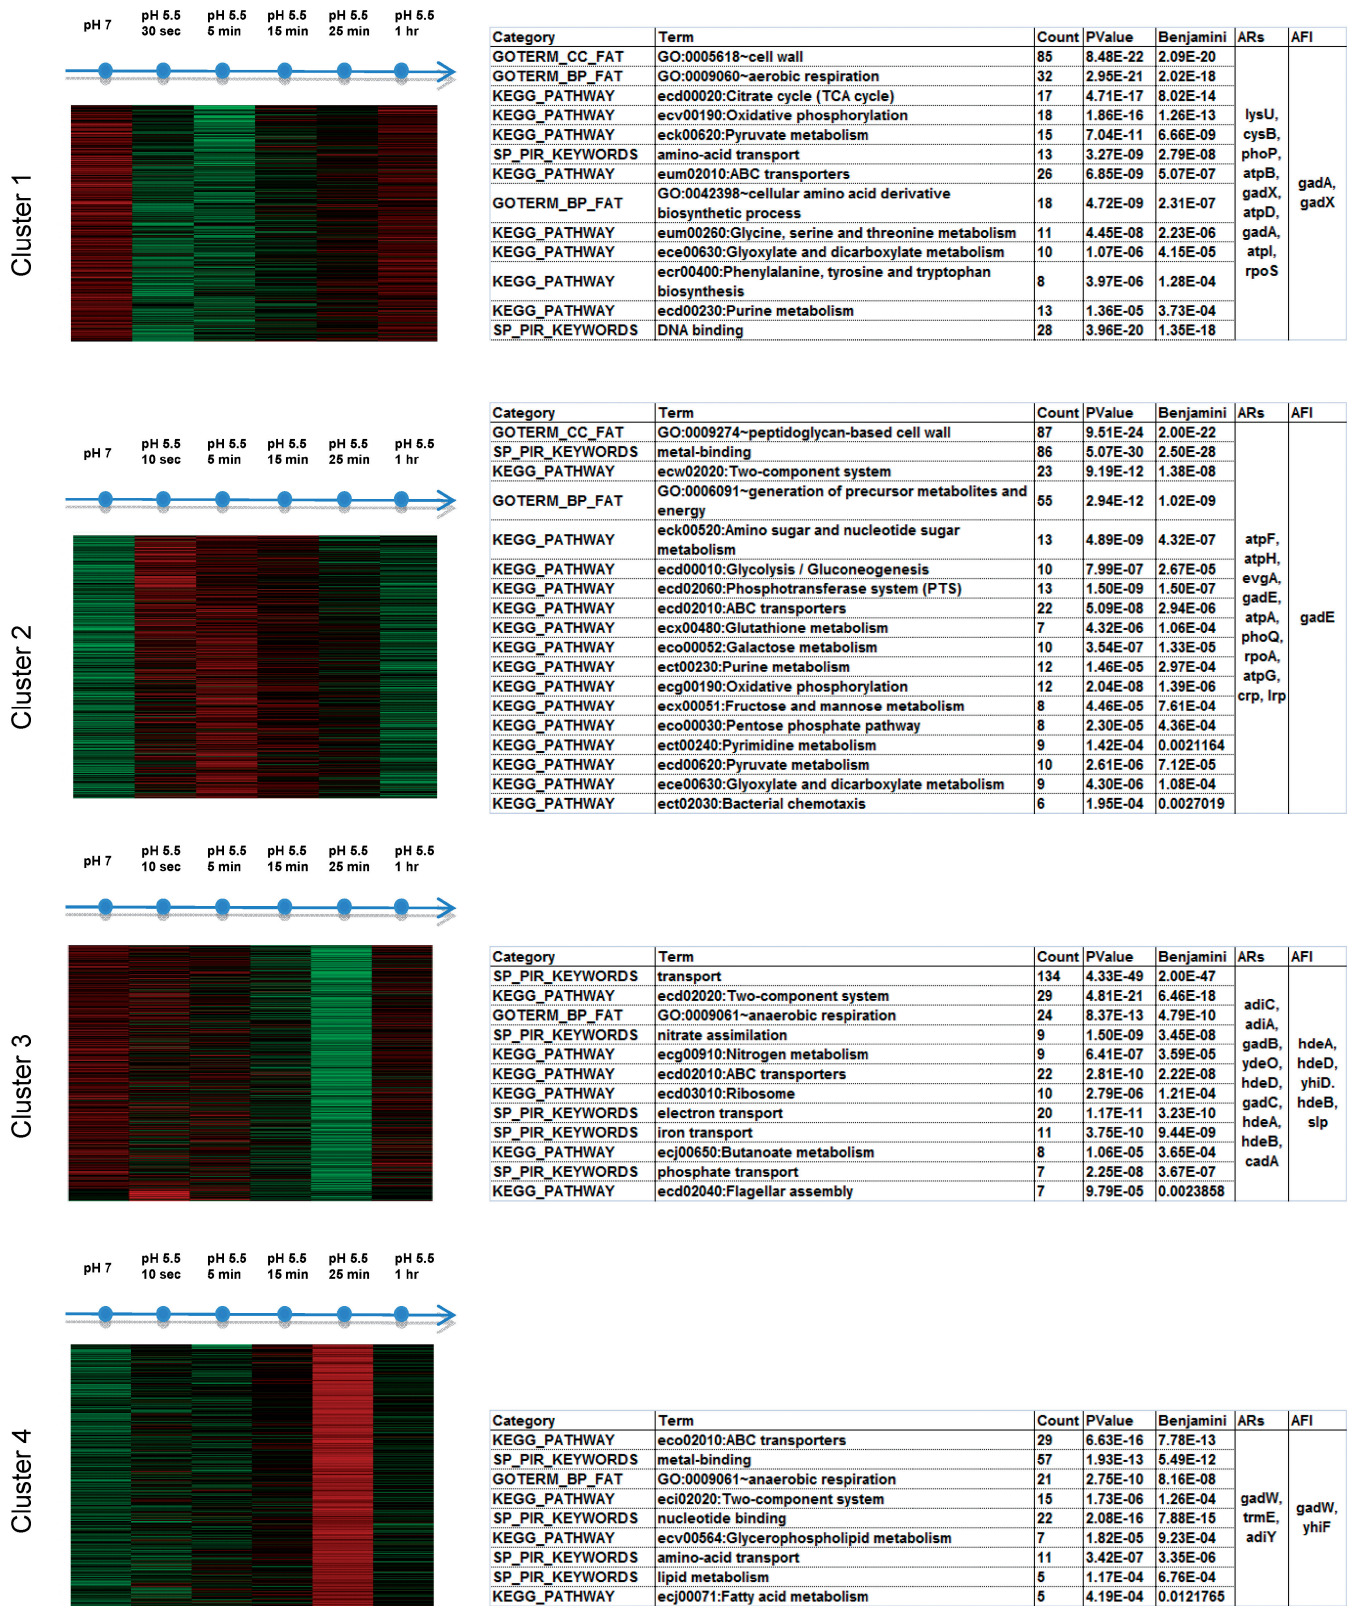 Cluster 1
pH 7
pH 5.5 30 sec
pH 5.5 5 min
pH 5.5 15 min
pH 5.5 25 min
pH 5.5 1 hr
Category Term Count PValue Benjamini ARs AFI
GOTERM_CC_FAT GO:0005618~cell wall 85 8.48E-22 2.09E-20
GOTERM_BP_FAT GO:0009060~aerobic respiration 32 2.95E-21 2.02E-18
KEGG_PATHWAY ecd00020:Citrate cycle (TCA cycle) 17 4.71E-17 8.02E-14
KEGG_PATHWAY ecv00190:Oxidative phosphorylation 18 1.86E-16 1.26E-13
KEGG_PATHWAY eck00620:Pyruvate metabolism 15 7.04E-11 6.66E-09
SP_PIR_KEYWORDS amino-acid transport 13 3.27E-09 2.79E-08
KEGG_PATHWAY eum02010:ABC transporters 26 6.85E-09 5.07E-07
GOTERM_BP_FAT GO:0042398~cellular amino acid derivative
biosynthetic process 18 4.72E-09 2.31E-07
KEGG_PATHWAY eum00260:Glycine, serine and threonine metabolism 11 4.45E-08 2.23E-06
KEGG_PATHWAY ece00630:Glyoxylate and dicarboxylate metabolism 10 1.07E-06 4.15E-05
KEGG_PATHWAY ecr00400:Phenylalanine, tyrosine and tryptophan
biosynthesis 8 3.97E-06 1.28E-04
KEGG_PATHWAY ecd00230:Purine metabolism 13 1.36E-05 3.73E-04
SP_PIR_KEYWORDS DNA binding 28 3.96E-20 1.35E-18
lysU,
cysB,
phoP,
atpB,
gadX,
atpD,
gadA,
atpI,
rpoS
gadA,
gadX
Cluster 2
pH 7
pH 5.5 10 sec
pH 5.5 5 min
pH 5.5 15 min
pH 5.5 25 min
pH 5.5 1 hr
Category Term Count PValue Benjamini ARs AFI
GOTERM_CC_FAT GO:0009274~peptidoglycan-based cell wall 87 9.51E-24 2.00E-22
SP_PIR_KEYWORDS metal-binding 86 5.07E-30 2.50E-28
KEGG_PATHWAY ecw02020:Two-component system 23 9.19E-12 1.38E-08
GOTERM_BP_FAT GO:0006091~generation of precursor metabolites and
energy 55 2.94E-12 1.02E-09
KEGG_PATHWAY eck00520:Amino sugar and nucleotide sugar
metabolism 13 4.89E-09 4.32E-07
KEGG_PATHWAY ecd00010:Glycolysis / Gluconeogenesis 10 7.99E-07 2.67E-05
KEGG_PATHWAY ecd02060:Phosphotransferase system (PTS) 13 1.50E-09 1.50E-07
KEGG_PATHWAY ecd02010:ABC transporters 22 5.09E-08 2.94E-06
KEGG_PATHWAY ecx00480:Glutathione metabolism 7 4.32E-06 1.06E-04
KEGG_PATHWAY eco00052:Galactose metabolism 10 3.54E-07 1.33E-05
KEGG_PATHWAY ect00230:Purine metabolism 12 1.46E-05 2.97E-04
KEGG_PATHWAY ecg00190:Oxidative phosphorylation 12 2.04E-08 1.39E-06
KEGG_PATHWAY ecx00051:Fructose and mannose metabolism 8 4.46E-05 7.61E-04
KEGG_PATHWAY eco00030:Pentose phosphate pathway 8 2.30E-05 4.36E-04
KEGG_PATHWAY ect00240:Pyrimidine metabolism 9 1.42E-04 0.0021164
KEGG_PATHWAY ecd00620:Pyruvate metabolism 10 2.61E-06 7.12E-05
KEGG_PATHWAY ece00630:Glyoxylate and dicarboxylate metabolism 9 4.30E-06 1.08E-04
KEGG_PATHWAY ect02030:Bacterial chemotaxis 6 1.95E-04 0.0027019
atpF,
atpH,
evgA,
gadE,
atpA,
phoQ,
rpoA,
atpG,
crp, lrp
gadE
Cluster 3
pH 7
pH 5.5 10 sec
pH 5.5 5 min
pH 5.5 15 min
pH 5.5 25 min
pH 5.5 1 hr
Category Term Count PValue Benjamini ARs AFI
SP_PIR_KEYWORDS transport 134 4.33E-49 2.00E-47
KEGG_PATHWAY ecd02020:Two-component system 29 4.81E-21 6.46E-18
GOTERM_BP_FAT GO:0009061~anaerobic respiration 24 8.37E-13 4.79E-10
SP_PIR_KEYWORDS nitrate assimilation 9 1.50E-09 3.45E-08
KEGG_PATHWAY ecg00910:Nitrogen metabolism 9 6.41E-07 3.59E-05
KEGG_PATHWAY ecd02010:ABC transporters 22 2.81E-10 2.22E-08
KEGG_PATHWAY ecd03010:Ribosome 10 2.79E-06 1.21E-04
SP_PIR_KEYWORDS electron transport 20 1.17E-11 3.23E-10
SP_PIR_KEYWORDS iron transport 11 3.75E-10 9.44E-09
KEGG_PATHWAY ecj00650:Butanoate metabolism 8 1.06E-05 3.65E-04
SP_PIR_KEYWORDS phosphate transport 7 2.25E-08 3.67E-07
KEGG_PATHWAY ecd02040:Flagellar assembly 7 9.79E-05 0.0023858
adiC,
adiA,
gadB,
ydeO,
hdeD,
gadC,
hdeA,
hdeB,
cadA
hdeA,
hdeD,
yhiD.
hdeB,
slp
Cluster 4
pH 7
pH 5.5 10 sec
pH 5.5 5 min
pH 5.5 15 min
pH 5.5 25 min
pH 5.5 1 hr
Category Term Count PValue Benjamini ARs AFI
KEGG_PATHWAY eco02010:ABC transporters 29 6.63E-16 7.78E-13
SP_PIR_KEYWORDS metal-binding 57 1.93E-13 5.49E-12
GOTERM_BP_FAT GO:0009061~anaerobic respiration 21 2.75E-10 8.16E-08
KEGG_PATHWAY eci02020:Two-component system 15 1.73E-06 1.26E-04
SP_PIR_KEYWORDS nucleotide binding 22 2.08E-16 7.88E-15
KEGG_PATHWAY ecv00564:Glycerophospholipid metabolism 7 1.82E-05 9.23E-04
SP_PIR_KEYWORDS amino-acid transport 11 3.42E-07 3.35E-06
SP_PIR_KEYWORDS lipid metabolism 5 1.17E-04 6.76E-04
KEGG_PATHWAY ecj00071:Fatty acid metabolism 5 4.19E-04 0.0121765
gadW,
trmE,
adiY
gadW,
yhiF